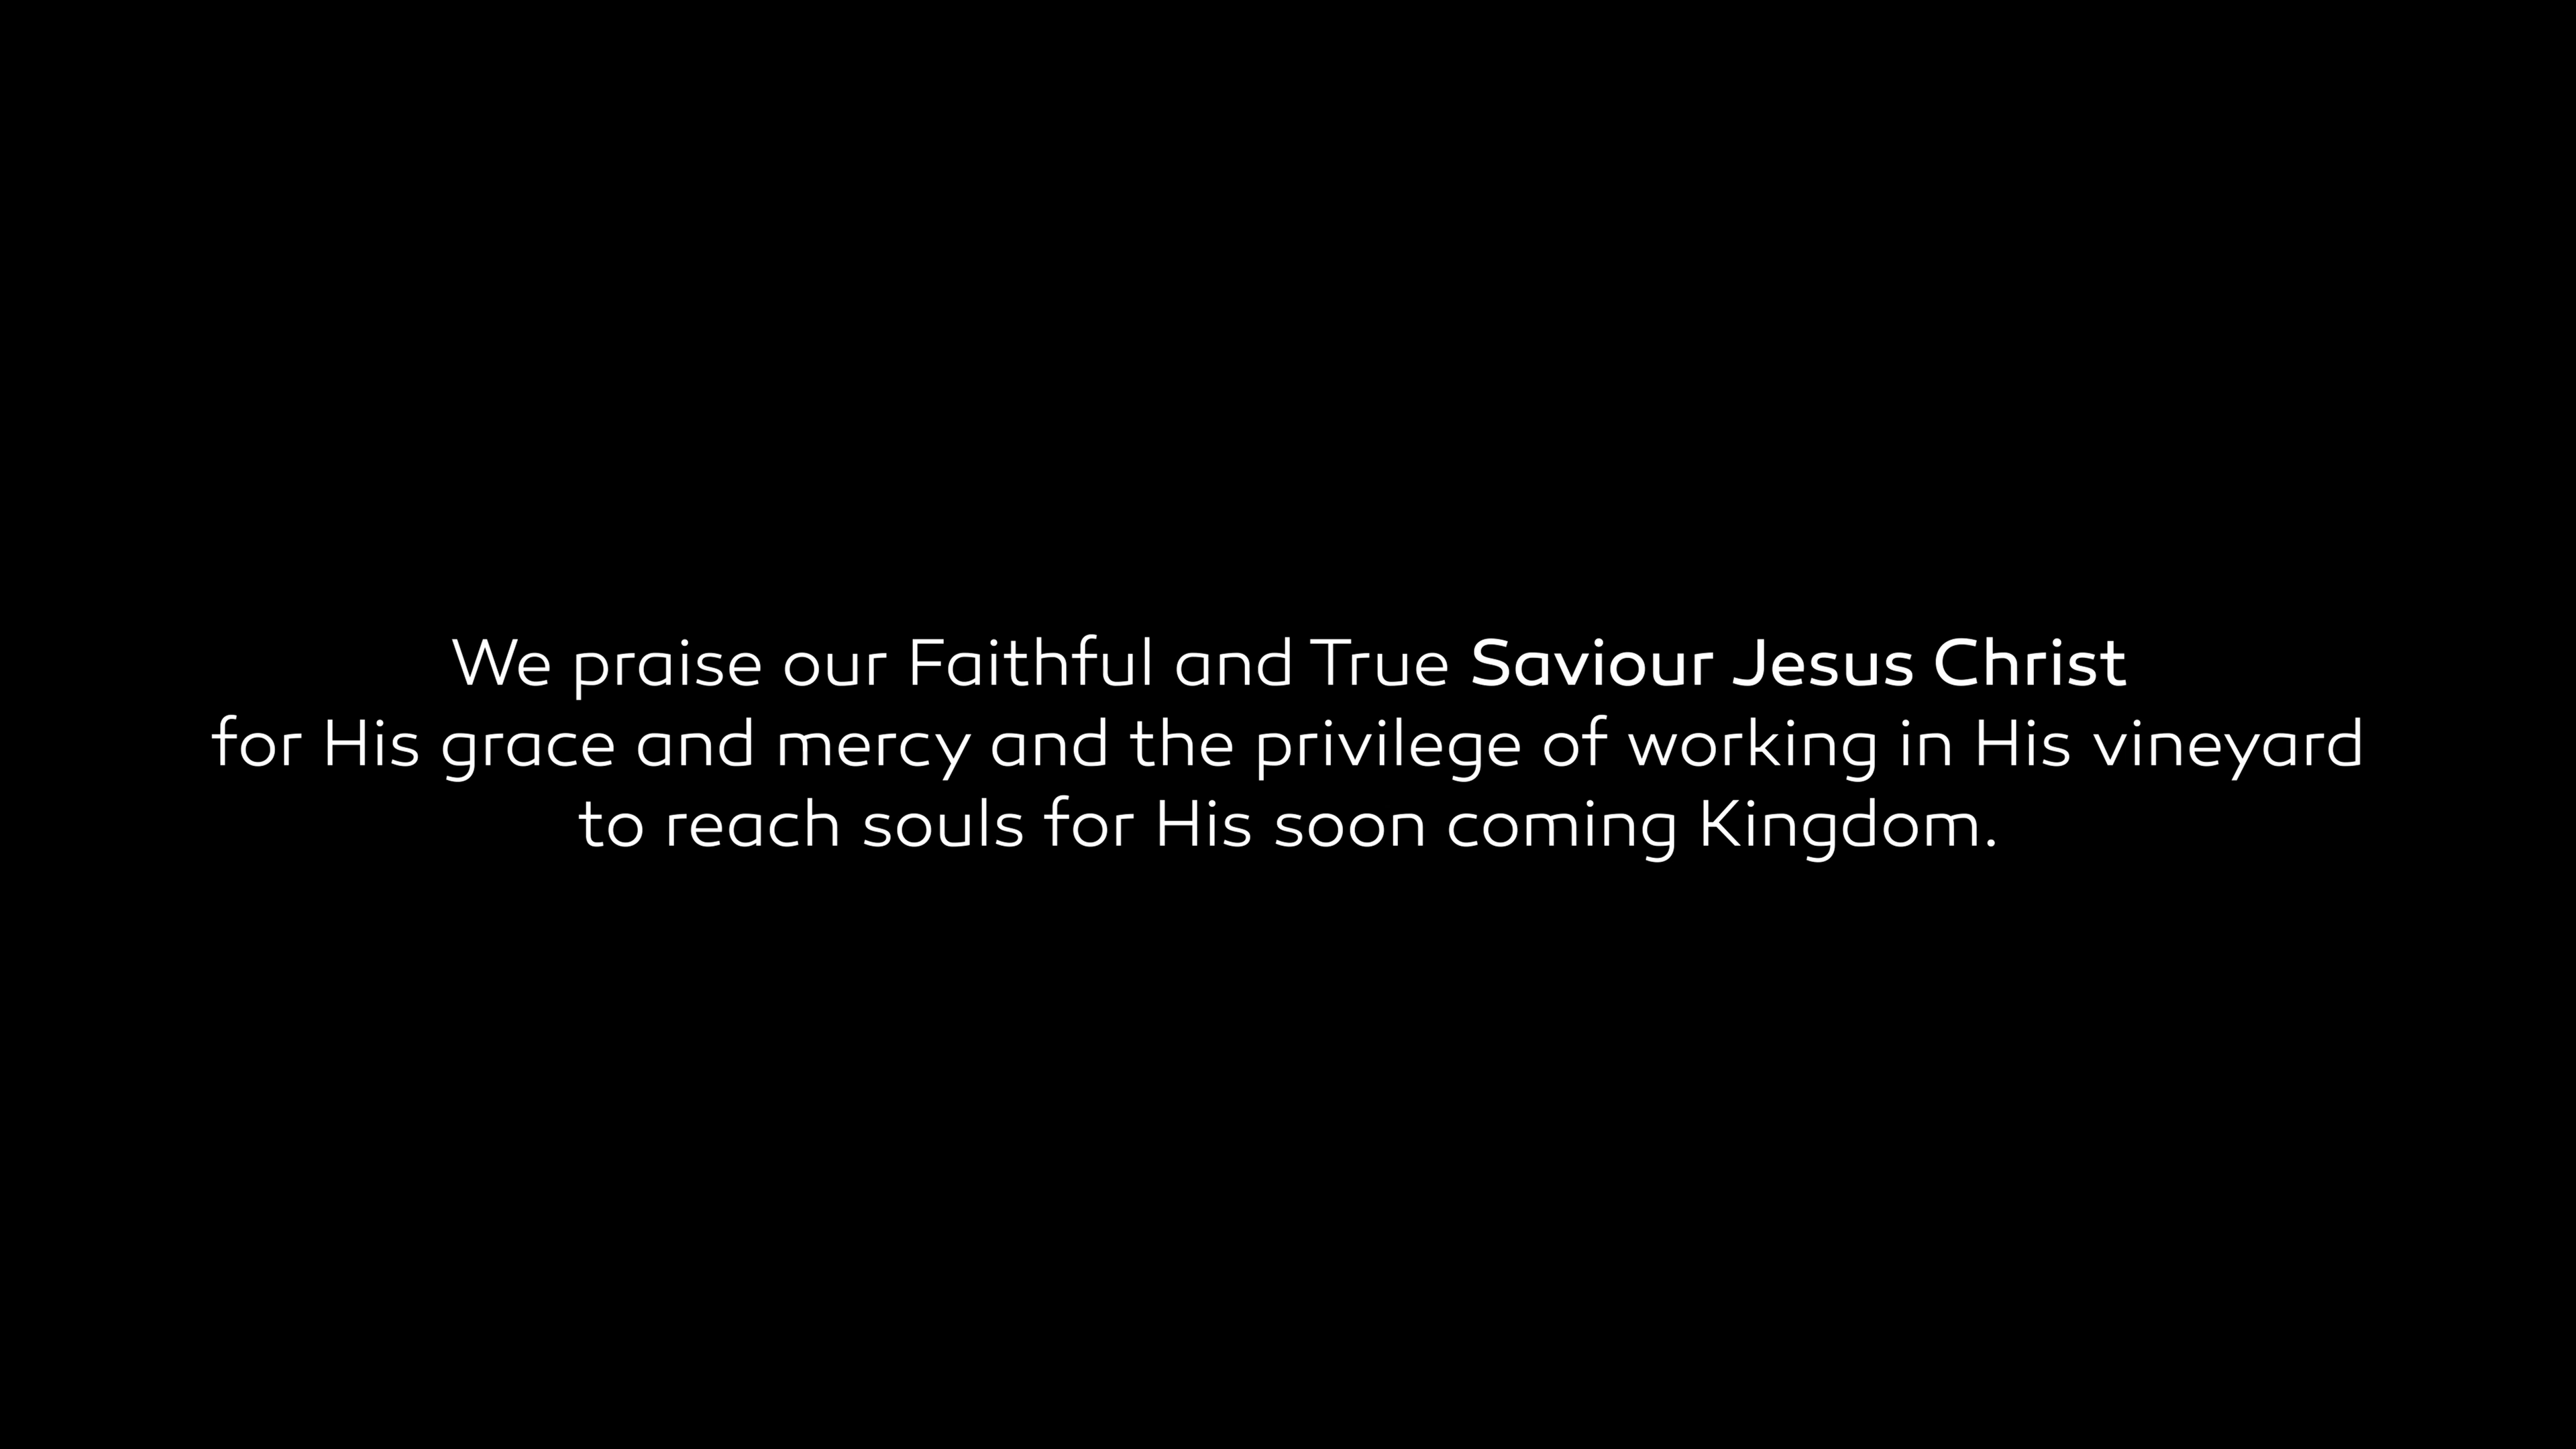 We praise our Faithful and True Saviour Jesus Christ
for His grace and mercy and the privilege of working in His vineyard
to reach souls for His soon coming Kingdom.